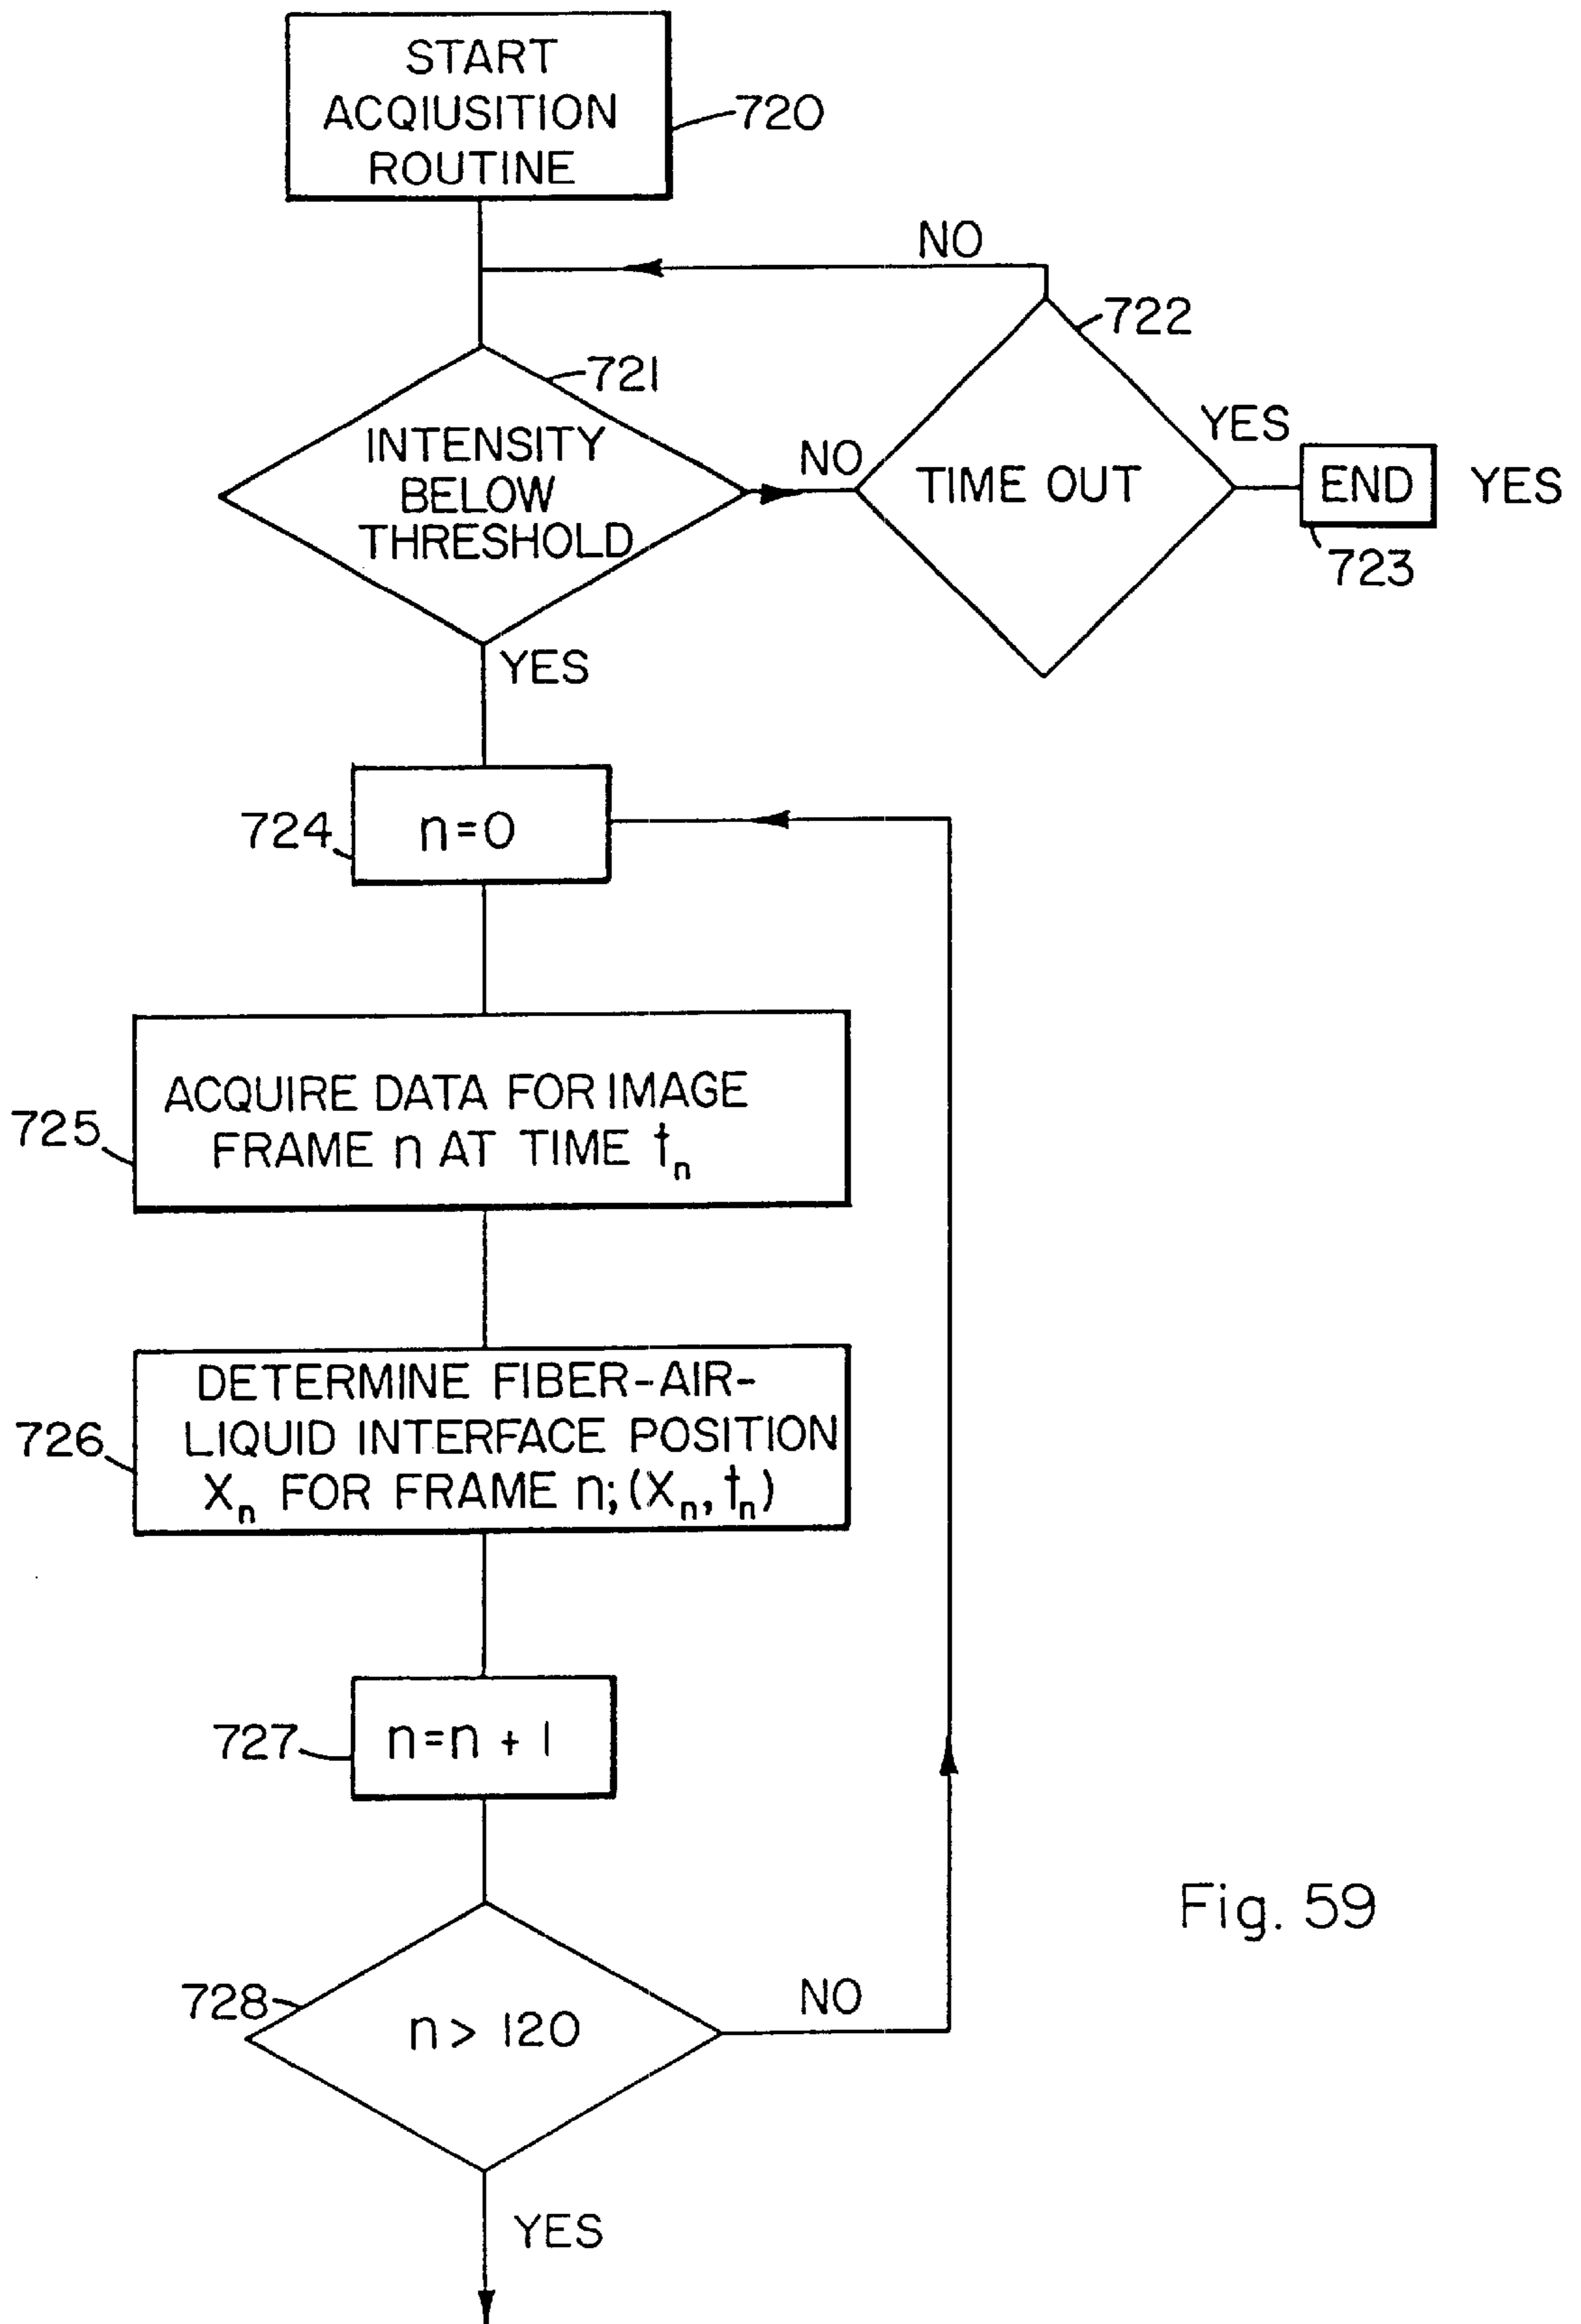 START
ACQIUSITION
ROUTINE
720
NO
722
721
INTENSITY
BELOW
THRESHOLD
NO
TIME OUT
YES
END
YES
723
YES
724
n=0
725
ACQUIRE DATA FOR IMAGE
FRAME n AT TIME tₙ
726
DETERMINE FIBER-AIR-
LIQUID INTERFACE POSITION
Xₙ FOR FRAME n; (Xₙ, tₙ)
727
n=n + 1
728
n > 120
NO
YES
Fig. 59